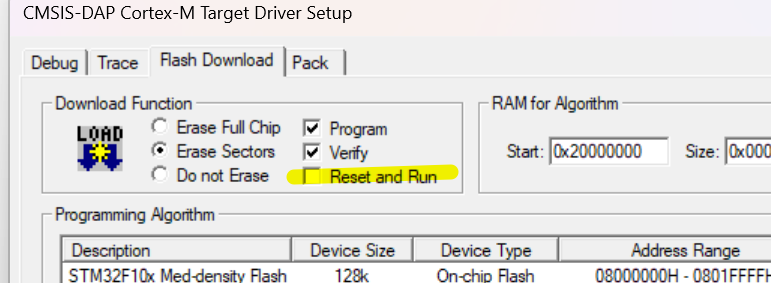 CMSIS-DAP Cortex-M Target Driver Setup
Debug Trace Flash Download Pack
Download Function
LOAD
Erase Full Chip Program
Erase Sectors Verify
Do not Erase Reset and Run
RAM for Algorithm
Start: 0x20000000 Size: 0x000
Programming Algorithm
Description Device Size Device Type Address Range
STM32F10x Med-density Flash 128k On-chip Flash 08000000H - 0801FFFFH